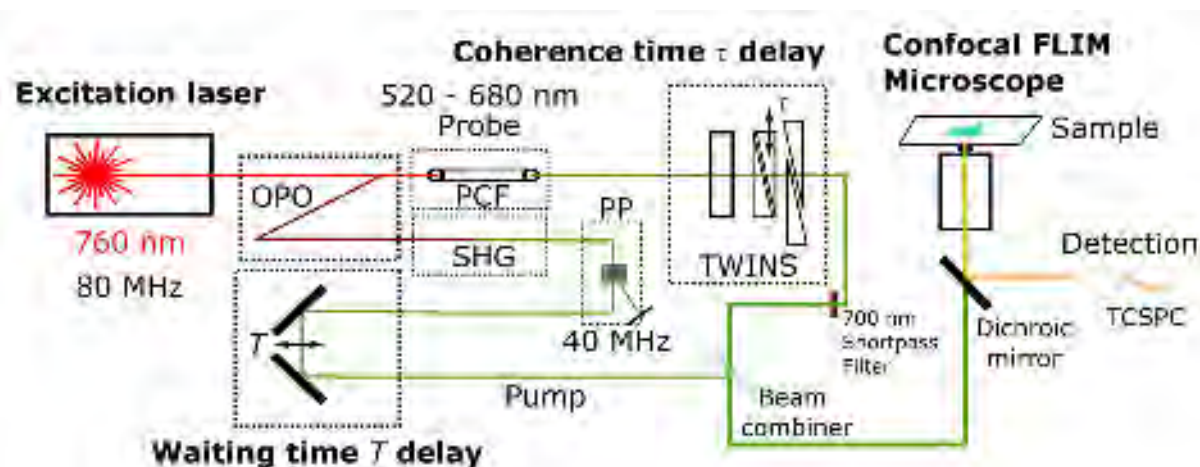 Coherence time τ delay
Confocal FLIM
Microscope
Excitation laser
520 - 680 nm
Probe
τ
Sample
OPO
PCF
PP
760 nm
SHG
TWINS
Detection
80 MHz
T
40 MHz
700 nm
Shortpass
Filter
Dichroic
mirror
TCSPC
Pump
Beam
combiner
Waiting time T delay